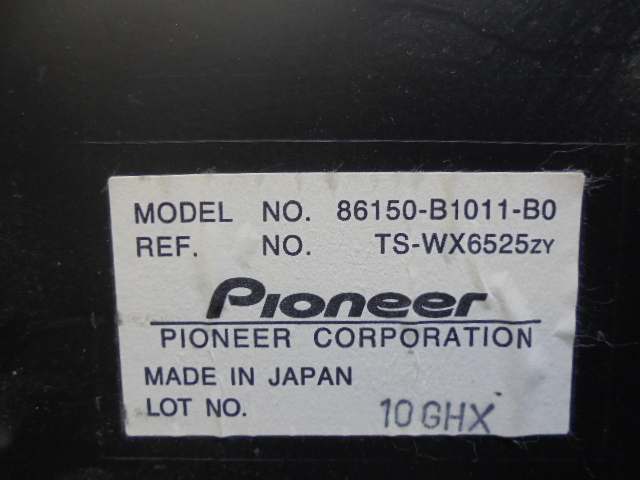 MODEL NO. 86150-B1011-B0
REF. NO. TS-WX6525ZY
Pioneer
PIONEER CORPORATION
MADE IN JAPAN
LOT NO. 10GHX